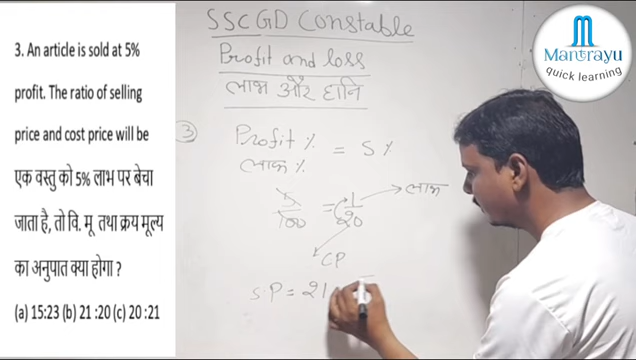 3. An article is sold at 5%
profit. The ratio of selling
price and cost price will be
एक वस्तु को 5% लाभ पर बेचा
जाता है, तो वि. मू तथा क्रय मूल्य
का अनुपात क्या होगा ?
(a) 15:23 (b) 21 :20 (c) 20 :21
SSC GD Constable
Profit and loss
लाभ और हानि
3
Profit % = 5 %
लाभ %
5/100 = 1/20
लाभ
CP
S.P = 21
Mantrayu
quick learning